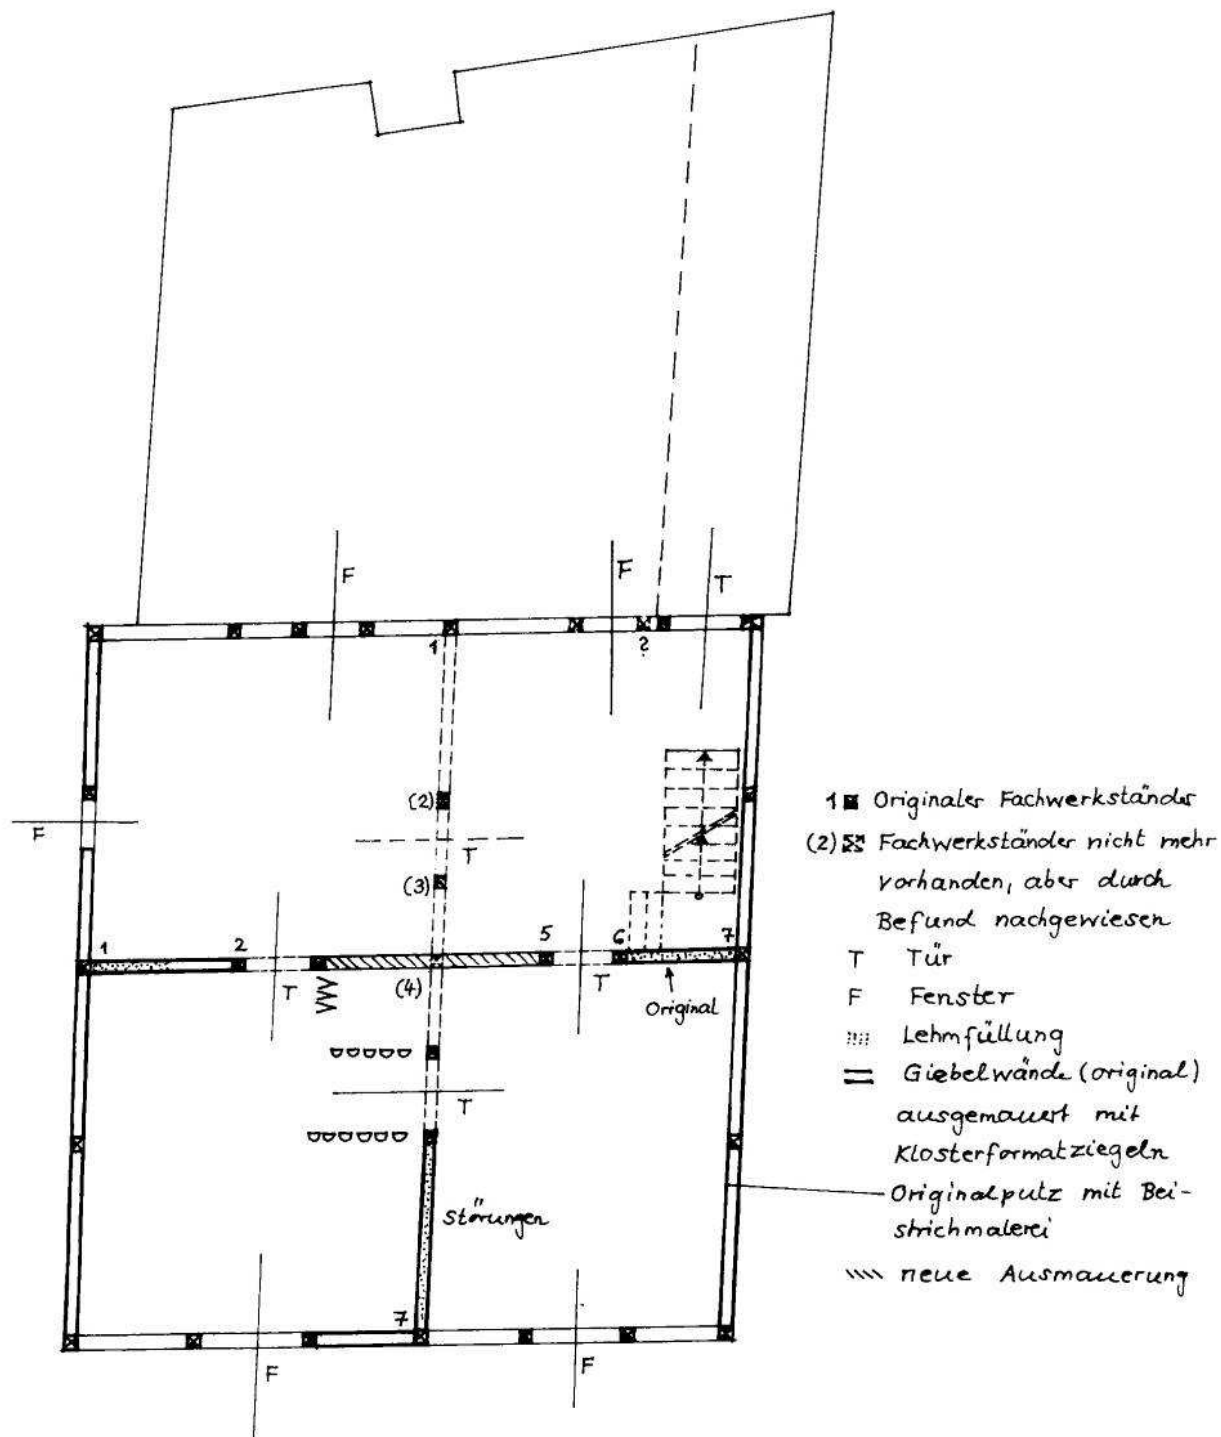 F
F
T
1
?
(2)
F
T
(3)
1
2
5
6
7
T
(4)
T
Original
T
Störungen
7
F
F
1 Originaler Fachwerkständer
(2) Fachwerkständer nicht mehr
vorhanden, aber durch
Befund nachgewiesen
T Tür
F Fenster
Lehmfüllung
Giebelwände (original)
ausgemauert mit
Klosterformatziegeln
Originalputz mit Bei-
strichmalerei
neue Ausmauerung